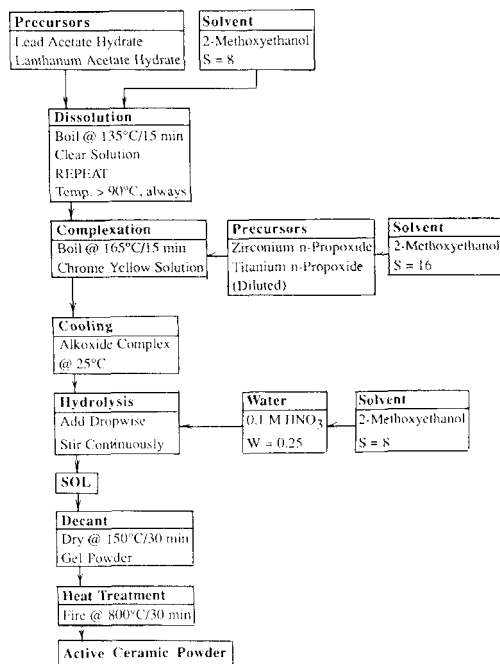 Precursors
Lead Acetate Hydrate
Lanthanum Acetate Hydrate
Solvent
2-Methoxyethanol
S = 8
Dissolution
Boil @ 135°C/15 min
Clear Solution
REPEAT
Temp. > 90°C, always
Complexation
Boil @ 165°C/15 min
Chrome Yellow Solution
Precursors
Zirconium n-Propoxide
Titanium n-Propoxide
(Diluted)
Solvent
2-Methoxyethanol
S = 16
Cooling
Alkoxide Complex
@ 25°C
Hydrolysis
Add Dropwise
Stir Continuously
Water
0.1 M HNO3
W = 0.25
Solvent
2-Methoxyethanol
S = 8
SOL
Decant
Dry @ 150°C/30 min
Gel Powder
Heat Treatment
Fire @ 800°C/30 min
Active Ceramic Powder